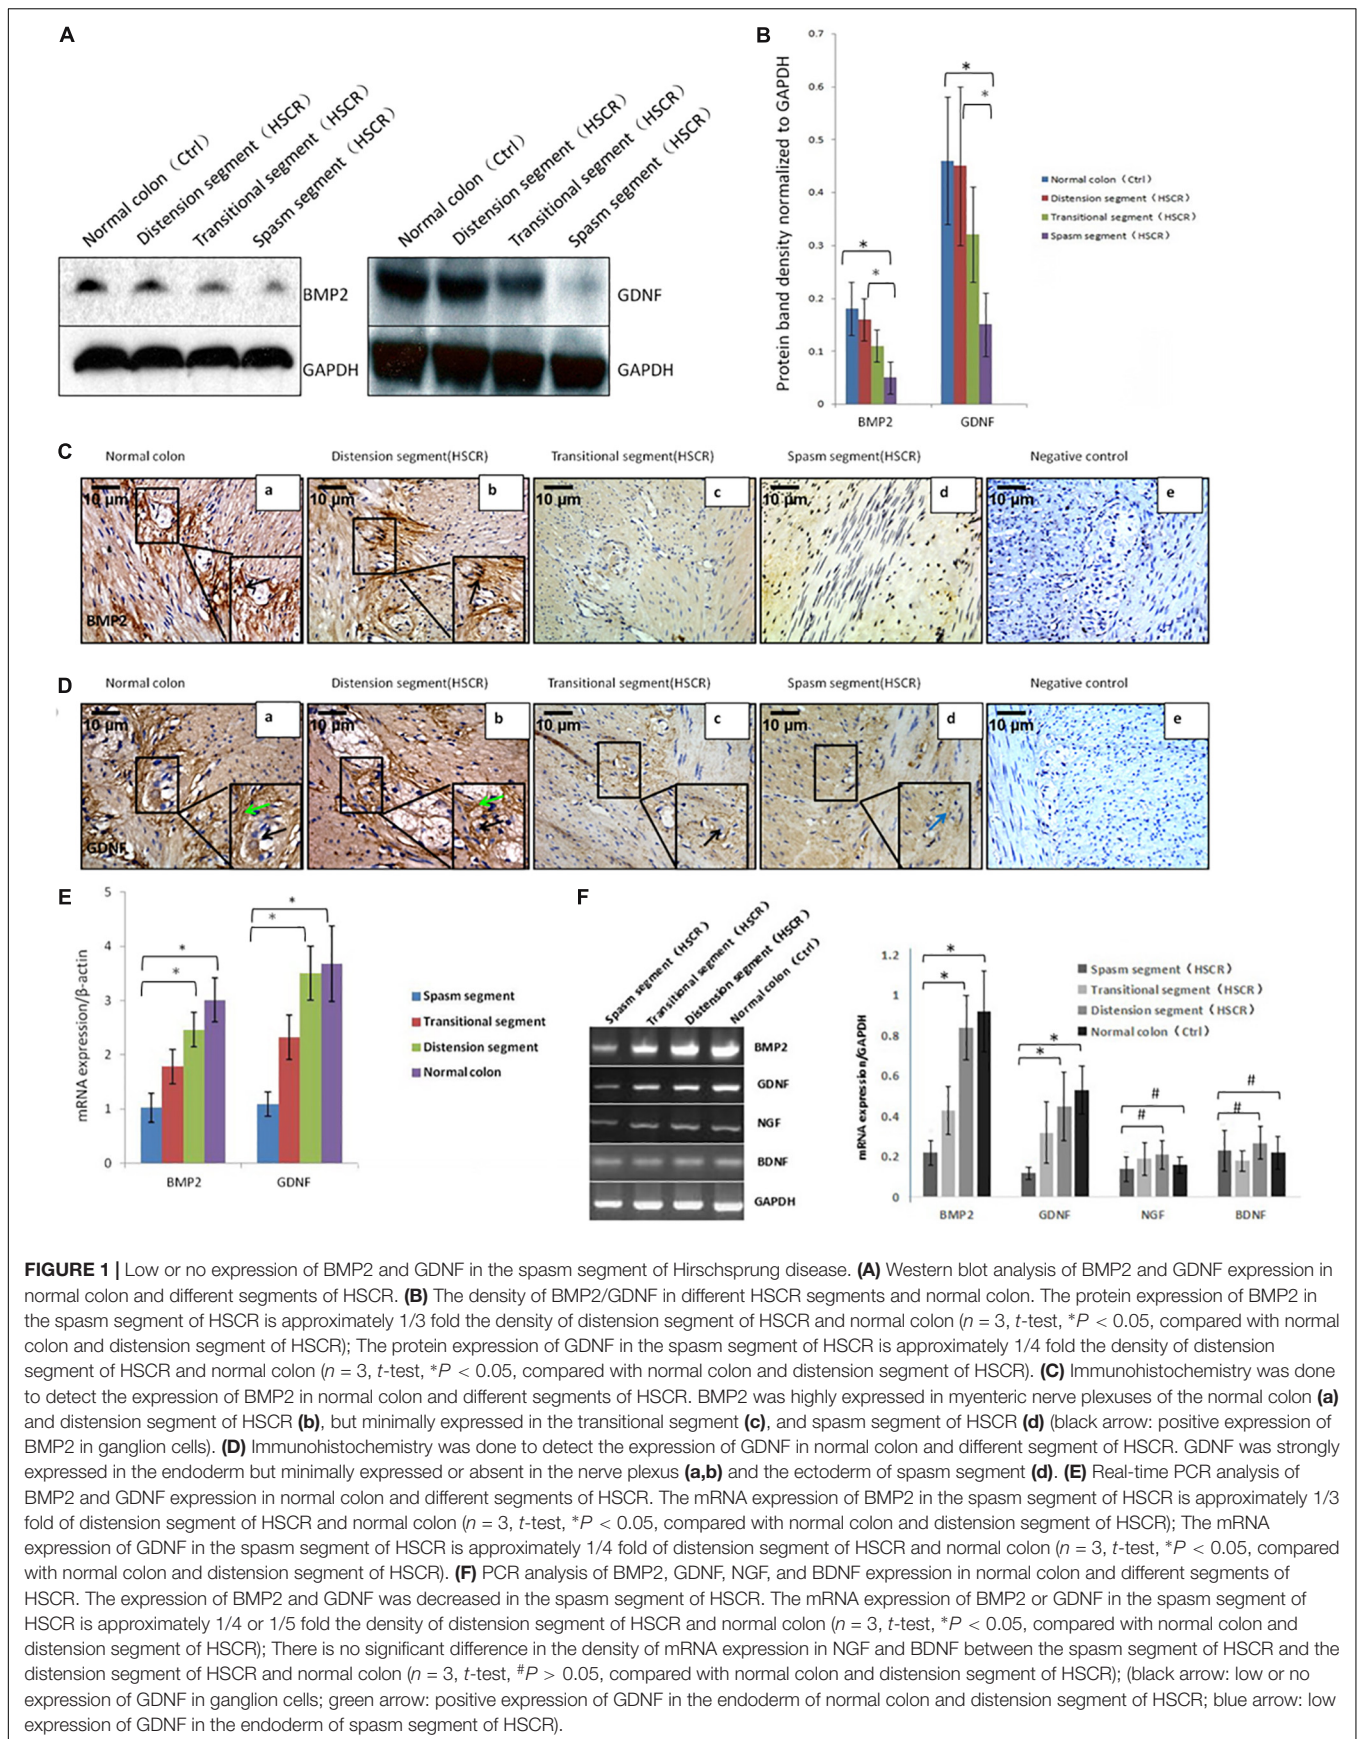 A
Normal colon（Ctrl）
Distension segment（HSCR）
Transitional segment（HSCR）
Spasm segment（HSCR）
BMP2
GAPDH
Normal colon（Ctrl）
Distension segment（HSCR）
Transitional segment（HSCR）
Spasm segment（HSCR）
GDNF
GAPDH
B
Protein band density normalized to GAPDH
0.7
0.6
0.5
0.4
0.3
0.2
0.1
0
* * * *
BMP2 GDNF
Normal colon（Ctrl）
Distension segment（HSCR）
Transitional segment（HSCR）
Spasm segment（HSCR）
C
Normal colon Distension segment(HSCR) Transitional segment(HSCR) Spasm segment(HSCR) Negative control
10 µm a 10 µm b 10 µm c 10 µm d 10 µm e
BMP2
D
Normal colon Distension segment(HSCR) Transitional segment(HSCR) Spasm segment(HSCR) Negative control
10 µm a 10 µm b 10 µm c 10 µm d 10 µm e
GDNF
E
mRNA expression/β-actin
5
4
3
2
1
0
* * * *
BMP2 GDNF
Spasm segment
Transitional segment
Distension segment
Normal colon
F
Spasm segment（HSCR）
Transitional segment（HSCR）
Distension segment（HSCR）
Normal colon（Ctrl）
BMP2
GDNF
NGF
BDNF
GAPDH
mRNA expression/GAPDH
1.2
1
0.8
0.6
0.4
0.2
0
* * * * # # # #
BMP2 GDNF NGF BDNF
Spasm segment（HSCR）
Transitional segment（HSCR）
Distension segment（HSCR）
Normal colon（Ctrl）
FIGURE 1 | Low or no expression of BMP2 and GDNF in the spasm segment of Hirschsprung disease. (A) Western blot analysis of BMP2 and GDNF expression in
normal colon and different segments of HSCR. (B) The density of BMP2/GDNF in different HSCR segments and normal colon. The protein expression of BMP2 in
the spasm segment of HSCR is approximately 1/3 fold the density of distension segment of HSCR and normal colon (n = 3, t-test, *P < 0.05, compared with normal
colon and distension segment of HSCR); The protein expression of GDNF in the spasm segment of HSCR is approximately 1/4 fold the density of distension
segment of HSCR and normal colon (n = 3, t-test, *P < 0.05, compared with normal colon and distension segment of HSCR). (C) Immunohistochemistry was done
to detect the expression of BMP2 in normal colon and different segments of HSCR. BMP2 was highly expressed in myenteric nerve plexuses of the normal colon (a)
and distension segment of HSCR (b), but minimally expressed in the transitional segment (c), and spasm segment of HSCR (d) (black arrow: positive expression of
BMP2 in ganglion cells). (D) Immunohistochemistry was done to detect the expression of GDNF in normal colon and different segment of HSCR. GDNF was strongly
expressed in the endoderm but minimally expressed or absent in the nerve plexus (a,b) and the ectoderm of spasm segment (d). (E) Real-time PCR analysis of
BMP2 and GDNF expression in normal colon and different segments of HSCR. The mRNA expression of BMP2 in the spasm segment of HSCR is approximately 1/3
fold of distension segment of HSCR and normal colon (n = 3, t-test, *P < 0.05, compared with normal colon and distension segment of HSCR); The mRNA
expression of GDNF in the spasm segment of HSCR is approximately 1/4 fold of distension segment of HSCR and normal colon (n = 3, t-test, *P < 0.05, compared
with normal colon and distension segment of HSCR). (F) PCR analysis of BMP2, GDNF, NGF, and BDNF expression in normal colon and different segments of
HSCR. The expression of BMP2 and GDNF was decreased in the spasm segment of HSCR. The mRNA expression of BMP2 or GDNF in the spasm segment of
HSCR is approximately 1/4 or 1/5 fold the density of distension segment of HSCR and normal colon (n = 3, t-test, *P < 0.05, compared with normal colon and
distension segment of HSCR); There is no significant difference in the density of mRNA expression in NGF and BDNF between the spasm segment of HSCR and the
distension segment of HSCR and normal colon (n = 3, t-test, #P > 0.05, compared with normal colon and distension segment of HSCR); (black arrow: low or no
expression of GDNF in ganglion cells; green arrow: positive expression of GDNF in the endoderm of normal colon and distension segment of HSCR; blue arrow: low
expression of GDNF in the endoderm of spasm segment of HSCR).